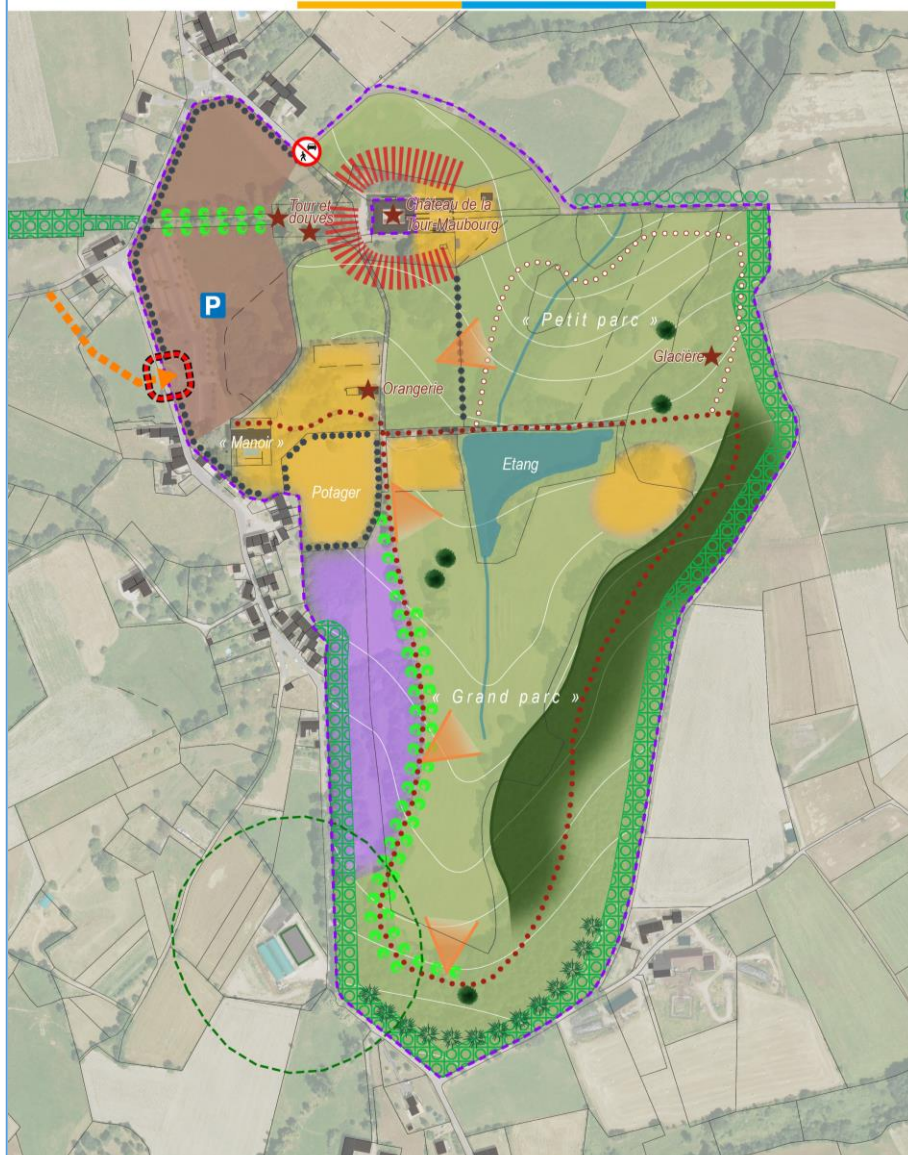 Tour et
douves
Château de la
Tour-Maubourg
P
« Petit parc »
Glacière
Orangerie
« Manoir »
Etang
Potager
« Grand parc »